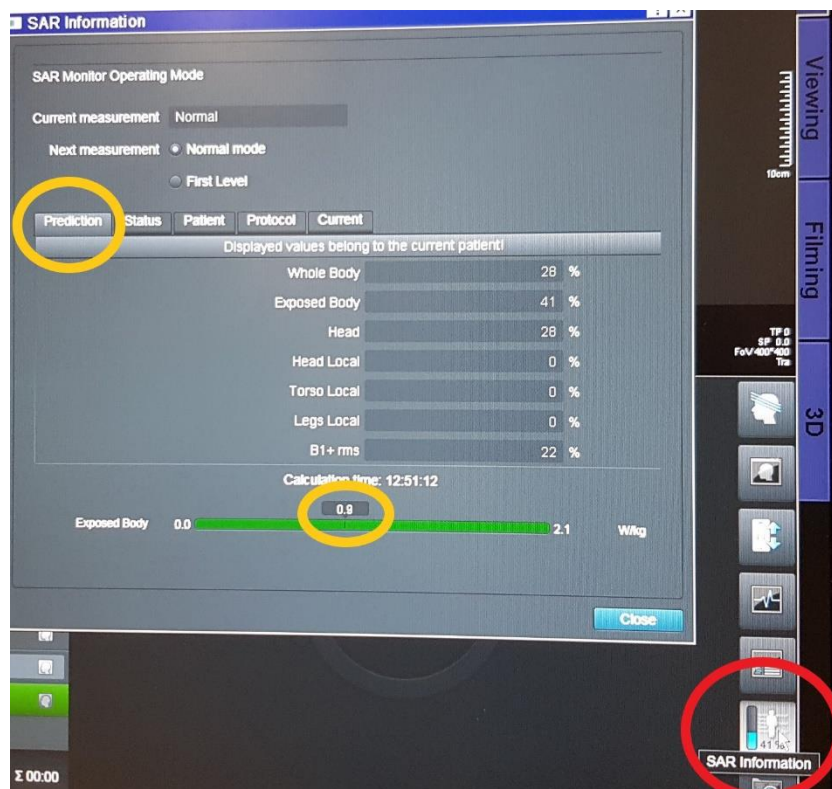 SAR Information
SAR Monitor Operating Mode
Current measurement Normal
Next measurement Normal mode
First Level
Prediction Status Patient Protocol Current
Displayed values belong to the current patient!
Whole Body 28 %
Exposed Body 41 %
Head 28 %
Head Local 0 %
Torso Local 0 %
Legs Local 0 %
B1+ rms 22 %
Calculation time: 12:51:12
0.9
Exposed Body 0.0 2.1 W/kg
Close
Σ 00:00
10cm
TP 0
SP 0.0
FoV 400*400
Tra
41 %
SAR Information
Viewing
Filming
3D